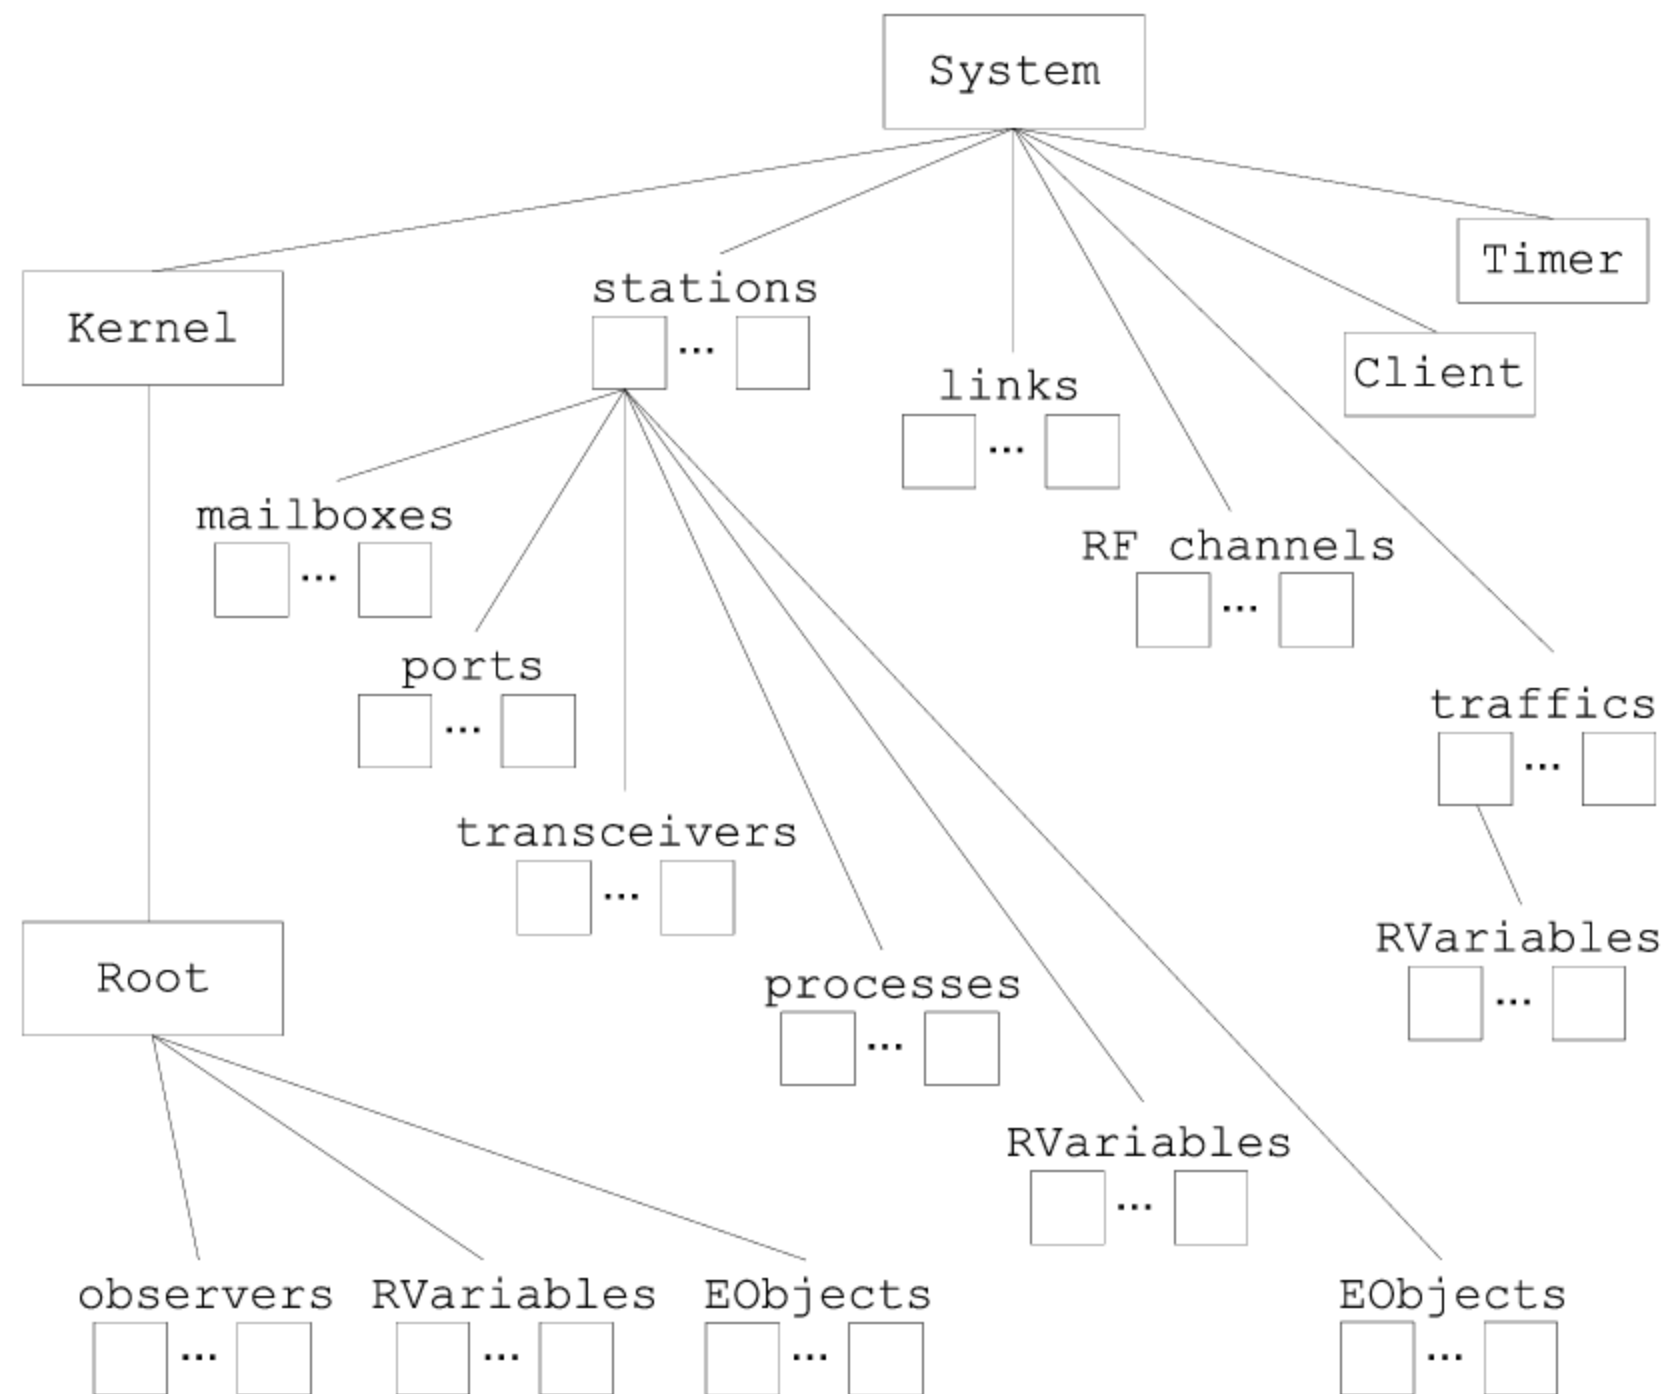 System
Timer
Kernel
stations
...
Client
links
...
mailboxes
...
RF channels
...
ports
...
traffics
...
transceivers
...
RVariables
...
Root
processes
...
RVariables
...
observers RVariables EObjects EObjects
... ... ... ...